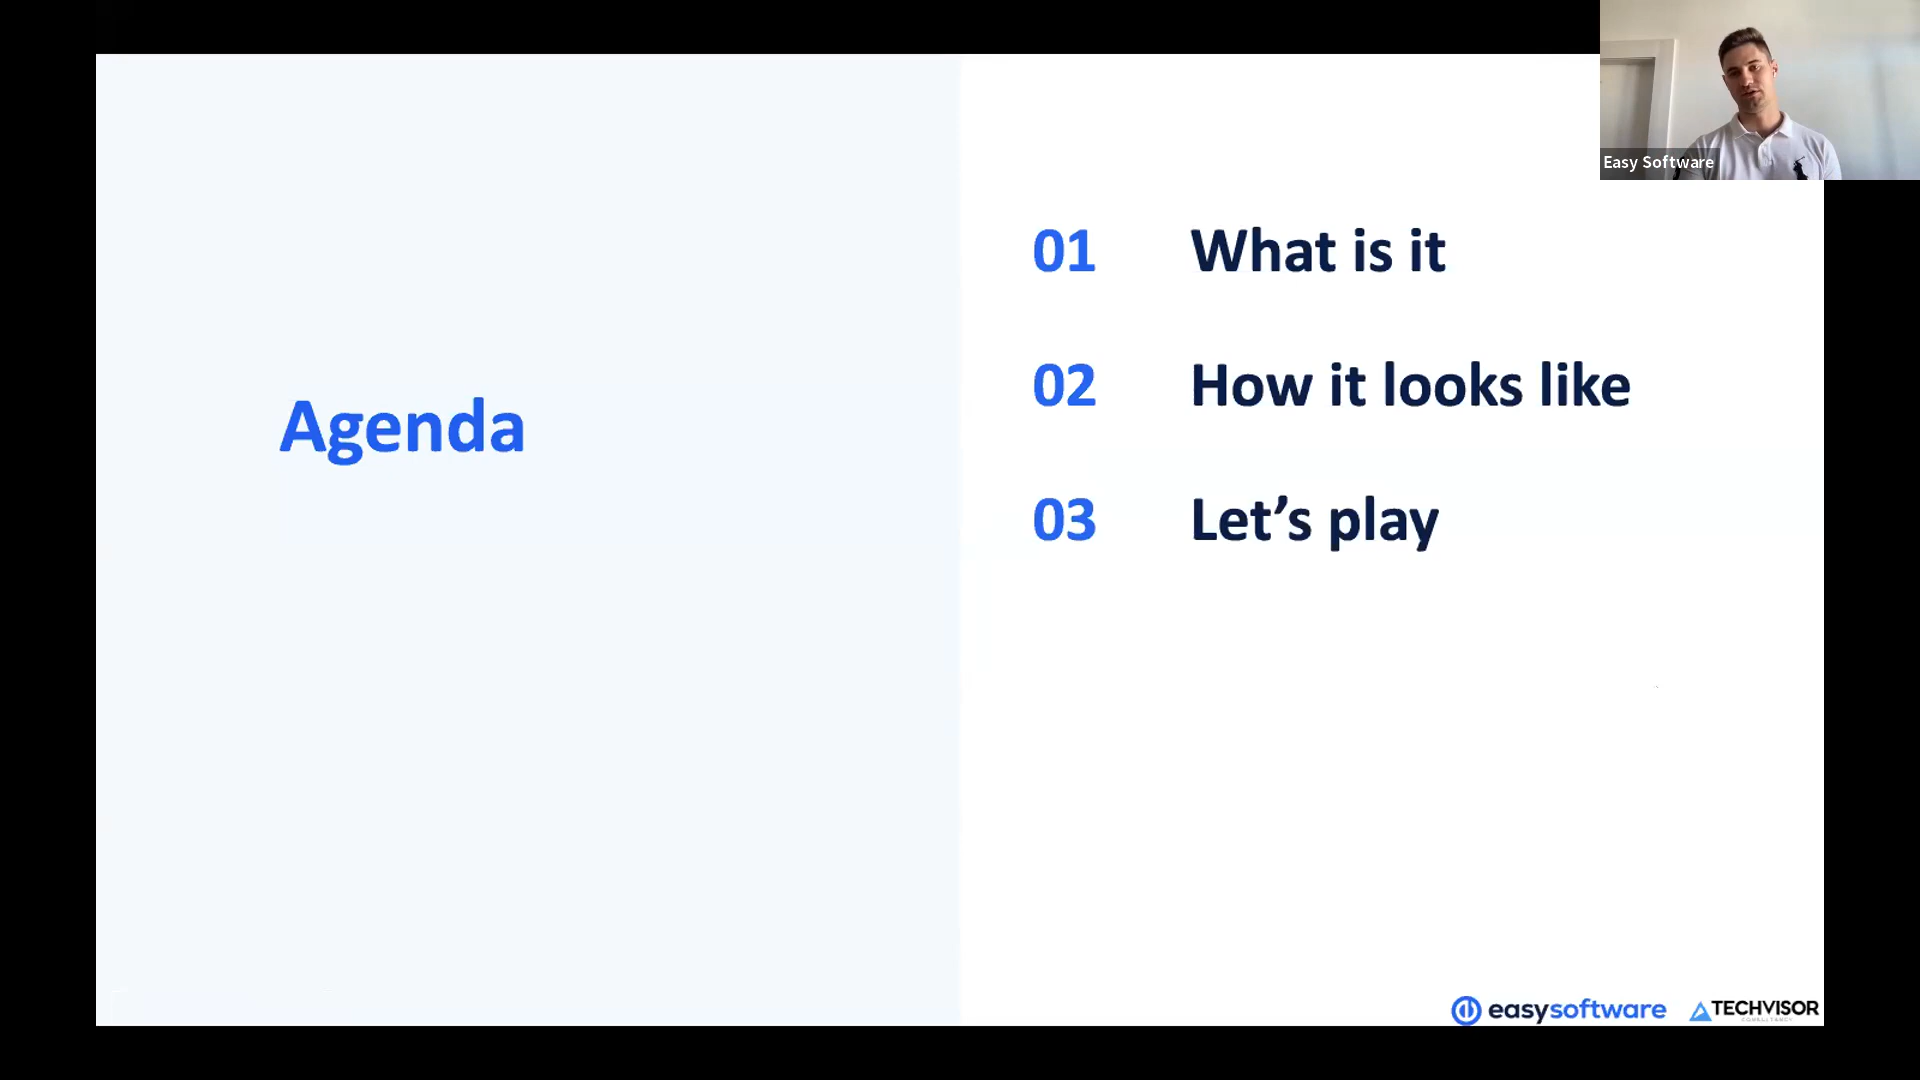 Easy Software
Agenda
01 What is it
02 How it looks like
03 Let’s play
easysoftware
TECHVISOR